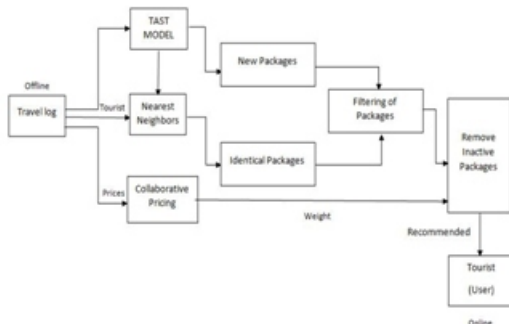 TAST
MODEL
New Packages
Offline
Travel log
Tourist
Nearest
Neighbors
Filtering of
Packages
Remove
Inactive
Packages
Identical Packages
Prices
Collaborative
Pricing
Weight
Recommended
Tourist
(User)
Online